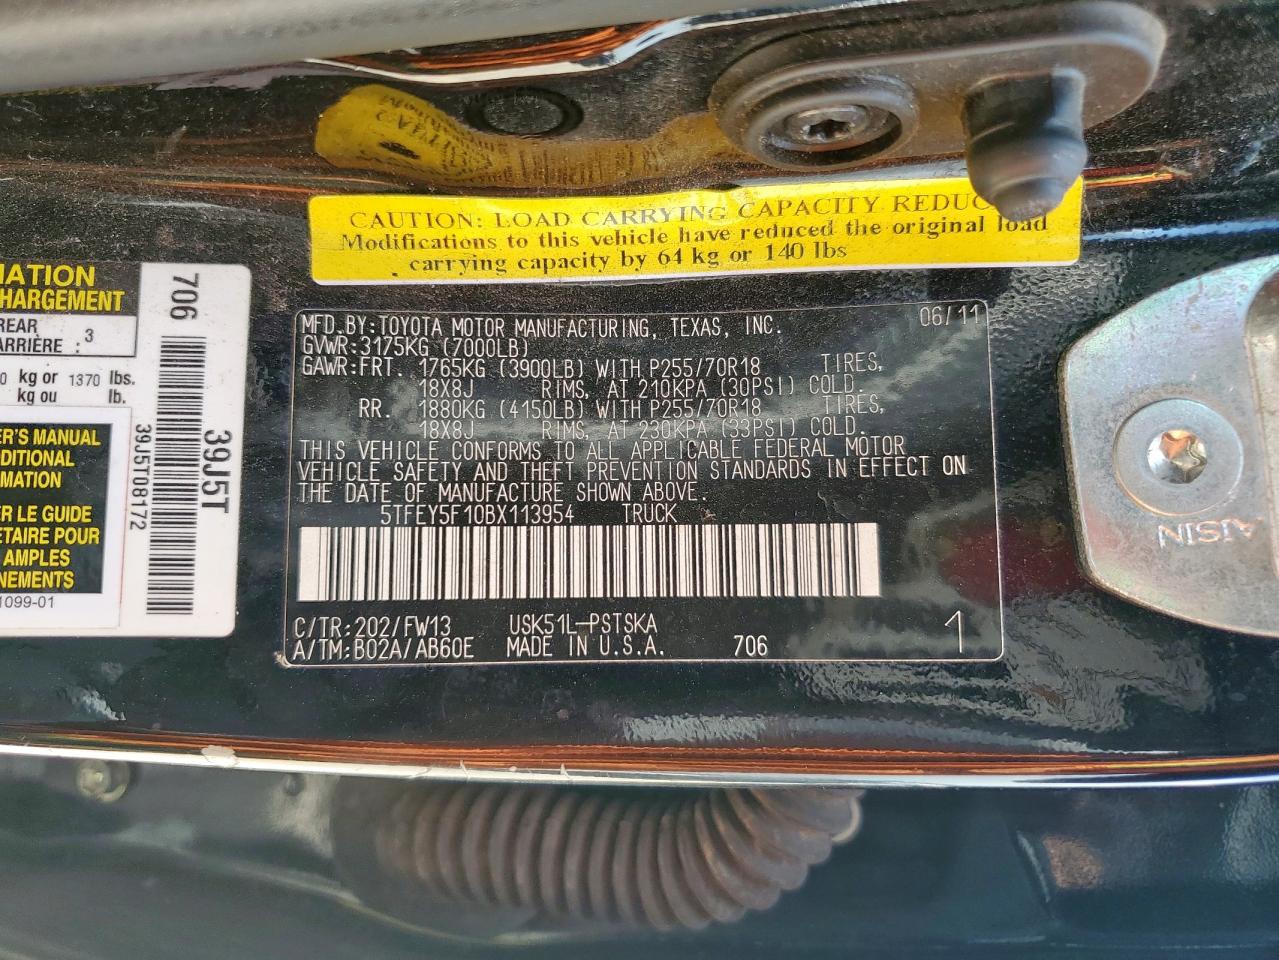 CAUTION: LOAD CARRYING CAPACITY REDUC
Modifications to this vehicle have reduced the original load
carrying capacity by 64 kg or 140 lbs
MATION
HARGEMENT
REAR
ARRIÈRE : 3
0 kg or 1370 lbs.
kg ou lb.
ER'S MANUAL
DDITIONAL
RMATION
ER LE GUIDE
ÉTAIRE POUR
AMPLES
NEMENTS
1099-01
706
39J5T
39J5T08172
MFD.BY: TOYOTA MOTOR MANUFACTURING, TEXAS, INC. 06/11
GVWR: 3175KG (7000LB)
GAWR: FRT. 1765KG (3900LB) WITH P255/70R18 TIRES,
18X8J RIMS, AT 210KPA (30PSI) COLD.
RR. 1880KG (4150LB) WITH P255/70R18 TIRES,
18X8J RIMS, AT 230KPA (33PSI) COLD.
THIS VEHICLE CONFORMS TO ALL APPLICABLE FEDERAL MOTOR
VEHICLE SAFETY AND THEFT PREVENTION STANDARDS IN EFFECT ON
THE DATE OF MANUFACTURE SHOWN ABOVE.
5TFEY5F10BX113954 TRUCK
C/TR: 202/FW13 USK51L-PSTSKA
A/TM: B02A/AB60E MADE IN U.S.A. 706 1
AISIN